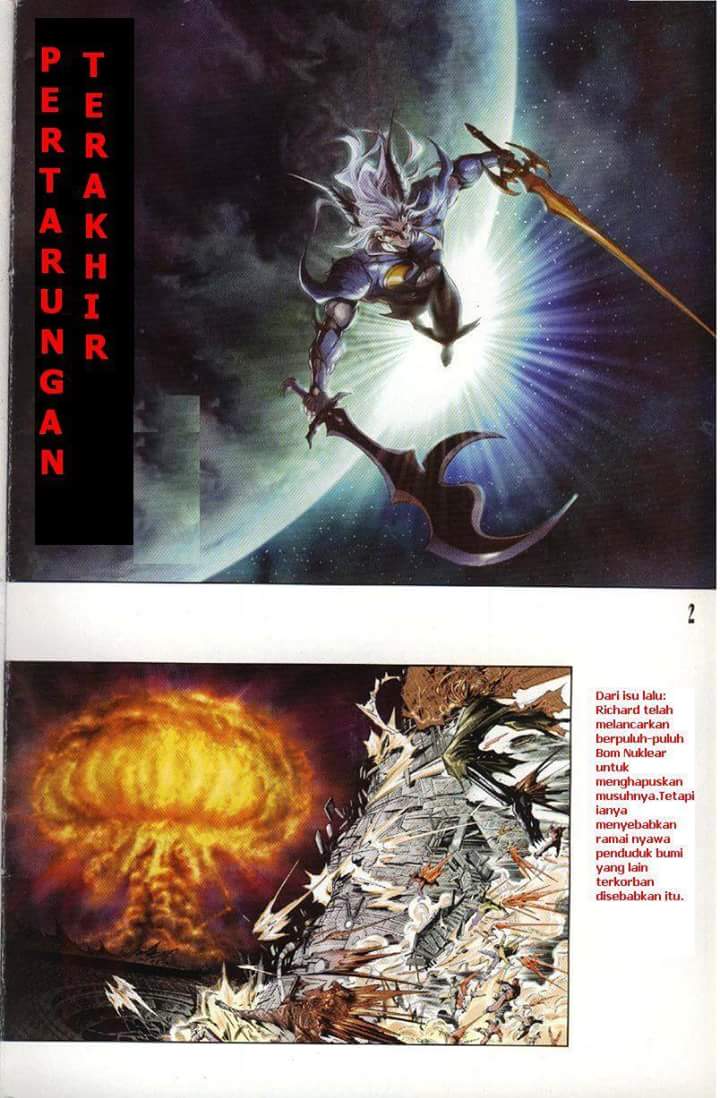 PERTARUNGAN
TERAKHIR
2
Dari isu lalu:
Richard telah
melancarkan
berpuluh-puluh
Bom Nuklear
untuk
menghapuskan
musuhnya.Tetapi
ianya
menyebabkan
ramai nyawa
penduduk bumi
yang lain
terkorban
disebabkan itu.